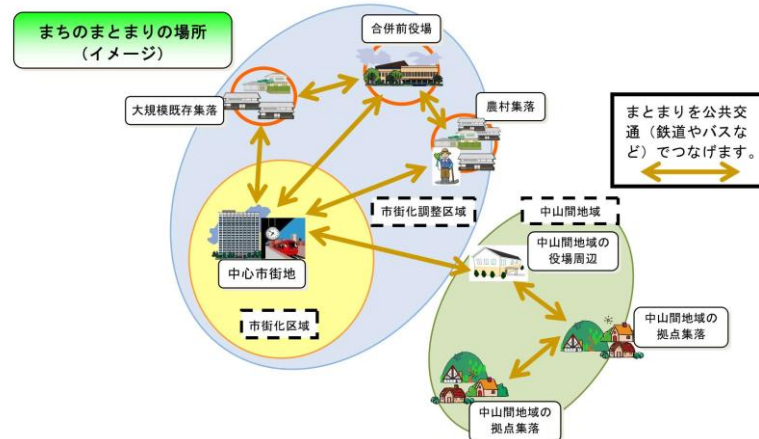 まちのまとまりの場所
（イメージ）
合併前役場
大規模既存集落
農村集落
まとまりを公共交
通（鉄道やバスな
ど）でつなげます。
市街化調整区域
中山間地域
中山間地域の
役場周辺
中心市街地
市街化区域
中山間地域の
拠点集落
中山間地域の
拠点集落